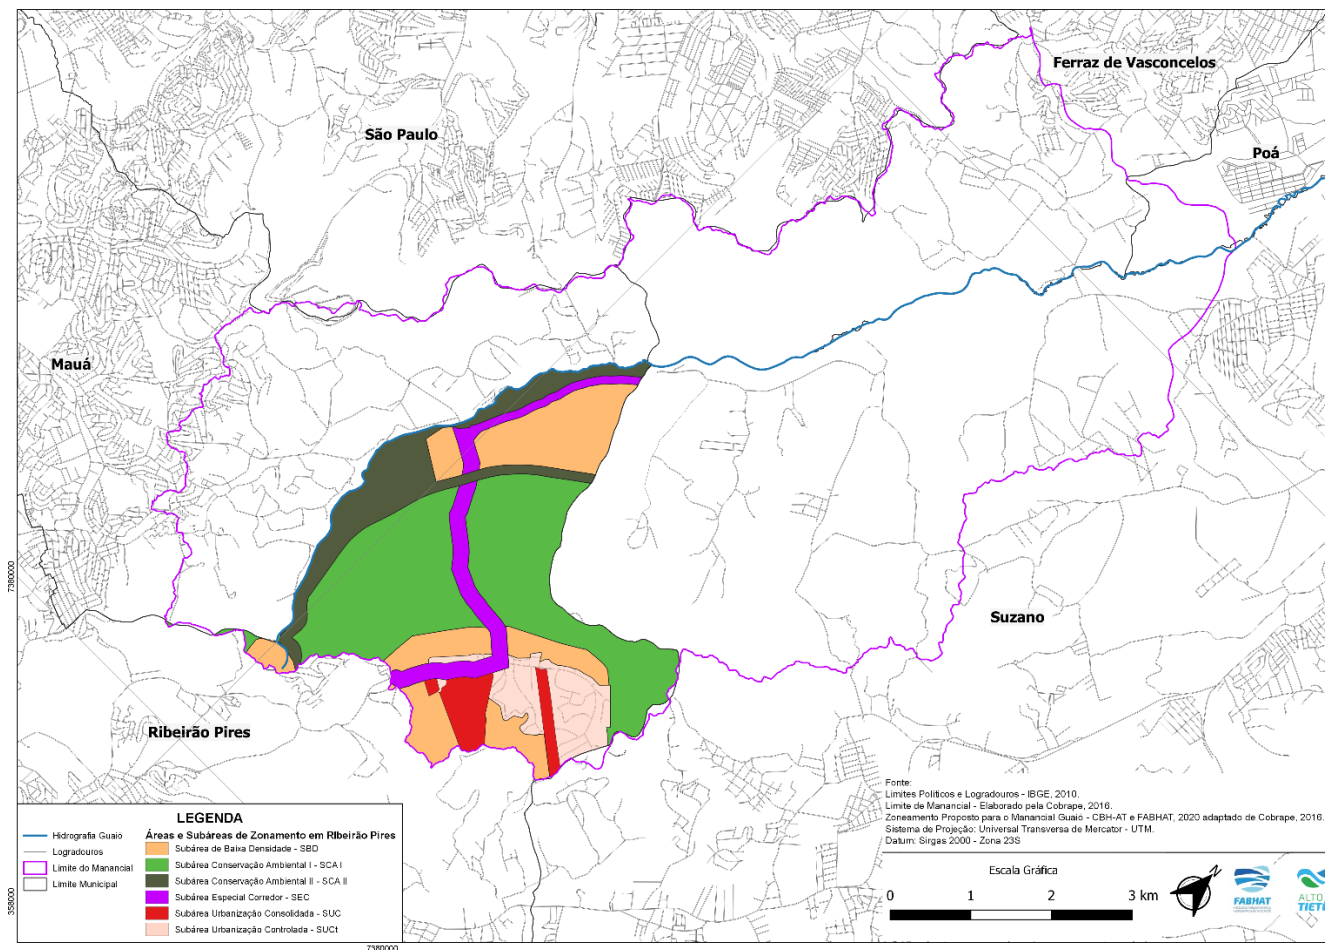 Ferraz de Vasconcelos
São Paulo
Poá
Mauá
7360000
Suzano
Ribeirão Pires
358000
7380000
LEGENDA
Hidrografia Guaió
Logradouros
Limite do Manancial
Limite Municipal
Áreas e Subáreas de Zonamento em RIbeirão Pires
Subárea de Baixa Densidade - SBD
Subárea Conservação Ambiental I - SCA I
Subárea Conservação Ambiental II - SCA II
Subárea Especial Corredor - SEC
Subárea Urbanização Consolidada - SUC
Subárea Urbanização Controlada - SUCt
Fonte:
Limites Políticos e Logradouros - IBGE, 2010.
Limite de Manancial - Elaborado pela Cobrape, 2016.
Zoneamento Proposto para o Manancial Guaió - CBH-AT e FABHAT, 2020 adaptado de Cobrape, 2016.
Sistema de Projeção: Universal Transversa de Mercator - UTM.
Datum: Sirgas 2000 - Zona 23S
Escala Gráfica
0 1 2 3 km
FABHAT
ALTO
TIETÊ